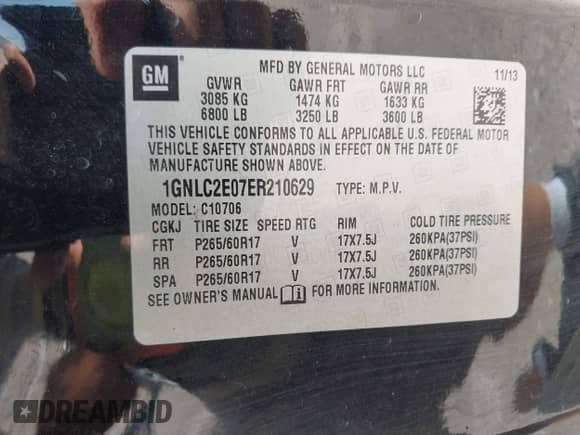 GM
MFD BY GENERAL MOTORS LLC 11/13
GVWR GAWR FRT GAWR RR
3085 KG 1474 KG 1633 KG
6800 LB 3250 LB 3600 LB
THIS VEHICLE CONFORMS TO ALL APPLICABLE U.S. FEDERAL MOTOR
VEHICLE SAFETY STANDARDS IN EFFECT ON THE DATE OF
MANUFACTURE SHOWN ABOVE.
1GNLC2E07ER210629 TYPE: M.P.V.
MODEL: C10706
CGKJ TIRE SIZE SPEED RTG RIM COLD TIRE PRESSURE
FRT P265/60R17 V 17X7.5J 260KPA(37PSI)
RR P265/60R17 V 17X7.5J 260KPA(37PSI)
SPA P265/60R17 V 17X7.5J 260KPA(37PSI)
SEE OWNER'S MANUAL FOR MORE INFORMATION.
DREAMBID